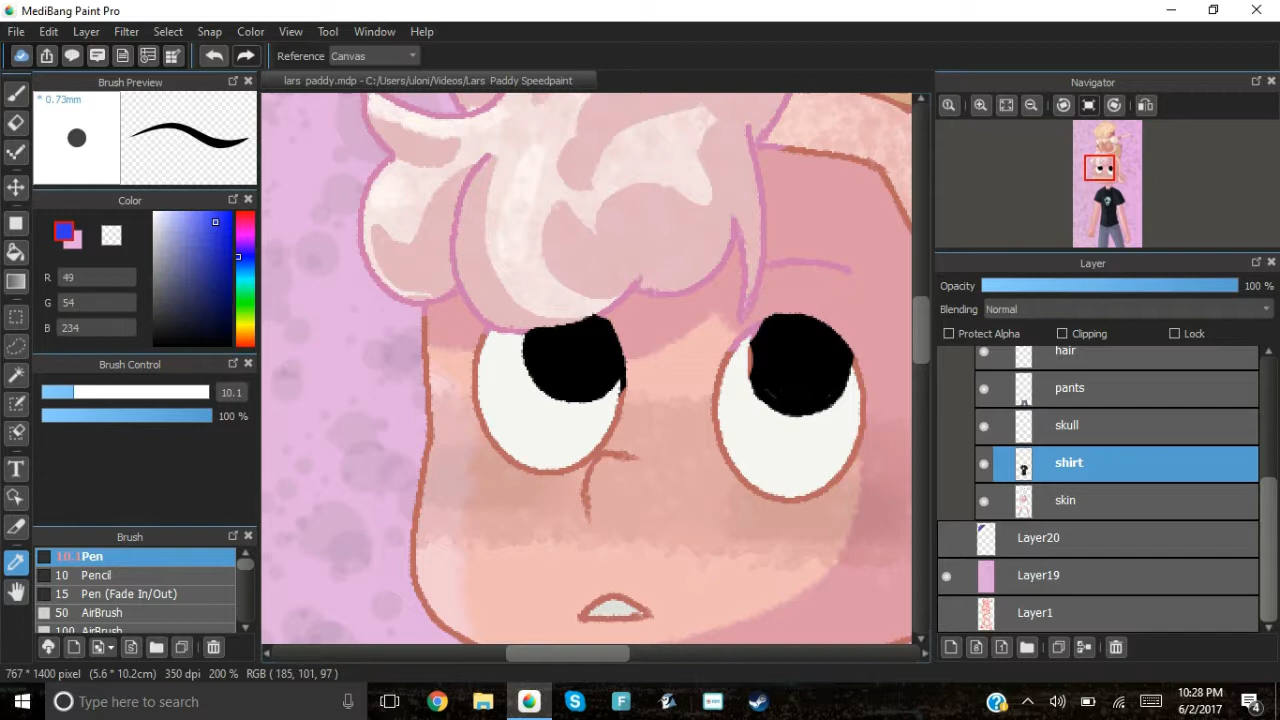 MediBang Paint Pro
File Edit Layer Filter Select Snap Color View Tool Window Help
Reference Canvas
Brush Preview
* 0.73mm
lars paddy.mdp - C:/Users/uloni/Videos/Lars Paddy Speedpaint
Navigator
Color
R 49
G 54
B 234
Layer
Opacity 100 %
Blending Normal
Protect Alpha Clipping Lock
hair
pants
skull
shirt
skin
Layer20
Layer19
Layer1
Brush Control
10.1
100 %
Brush
10.1 Pen
10 Pencil
15 Pen (Fade In/Out)
50 AirBrush
100 AirBrush
767 * 1400 pixel (5.6 * 10.2cm) 350 dpi 200 % RGB ( 185, 101, 97 )
Type here to search
10:28 PM
6/2/2017
4